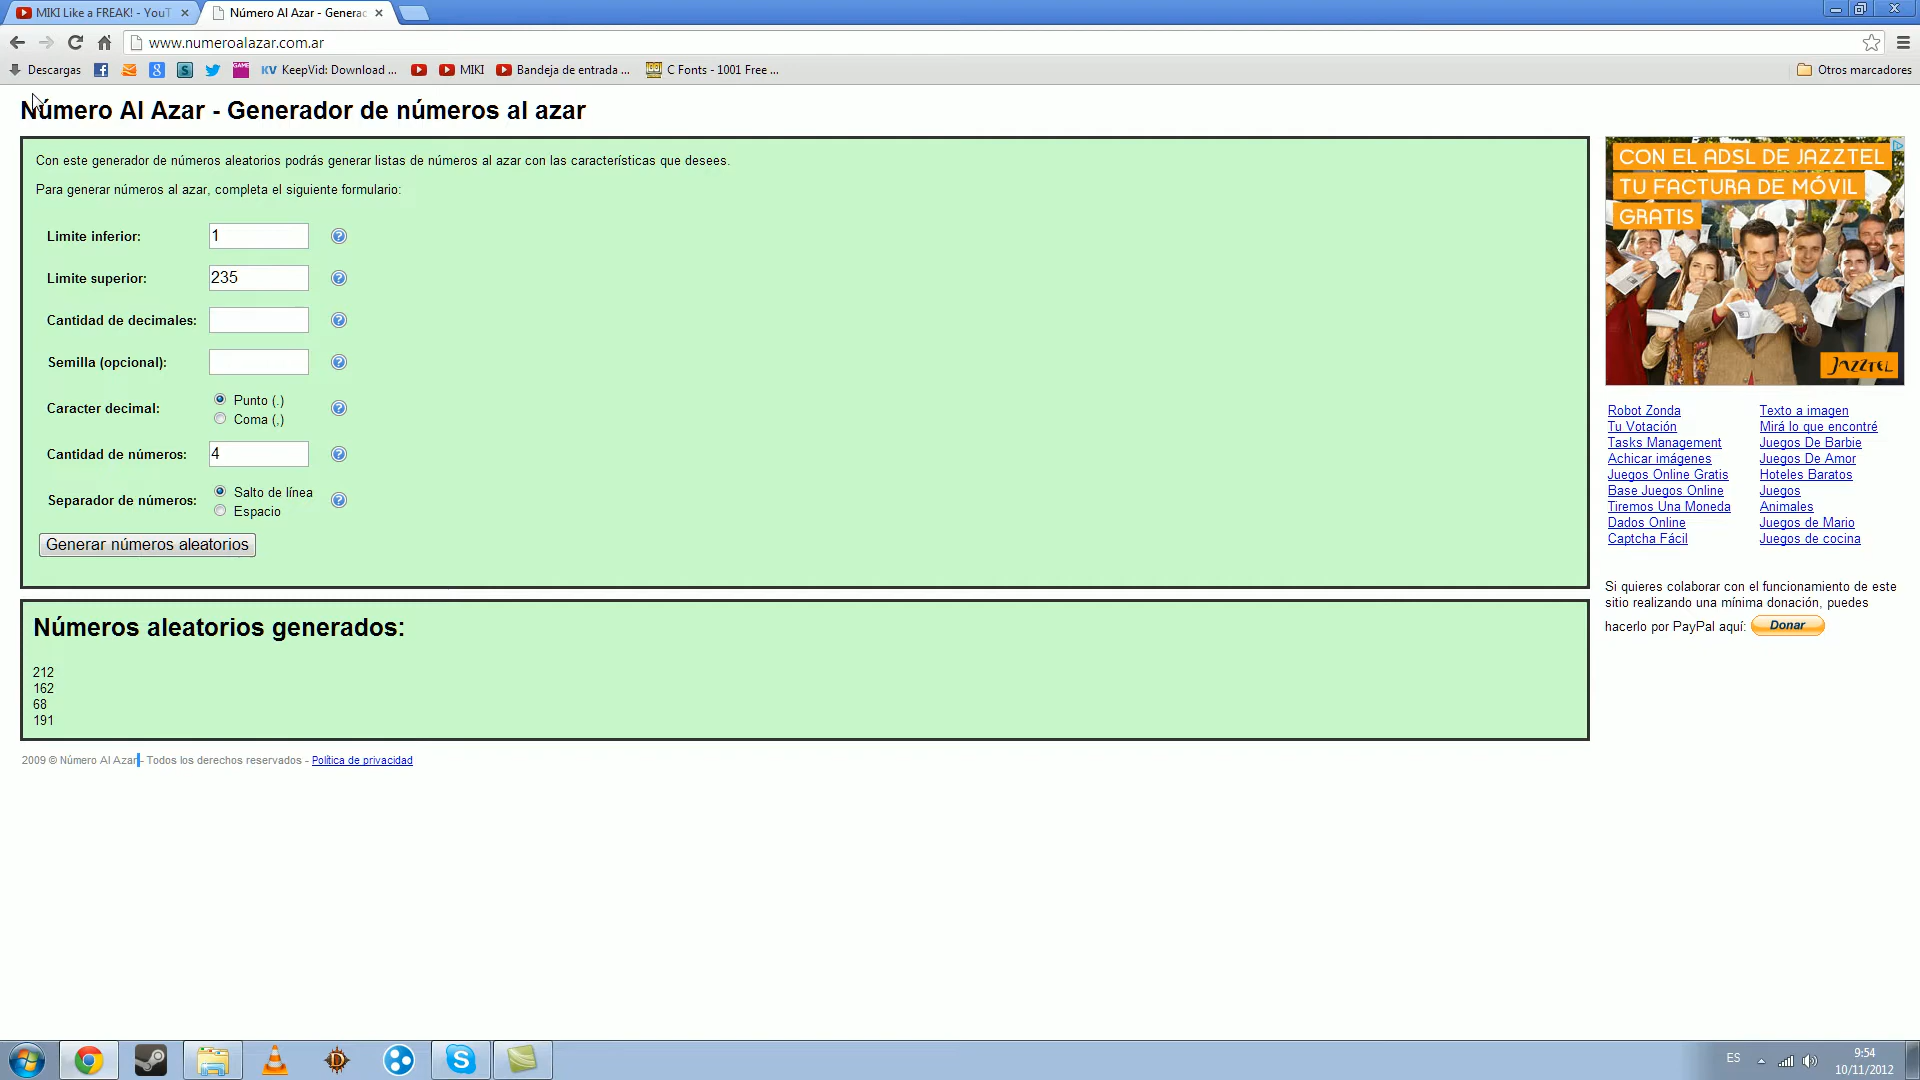 MIKI Like a FREAK! - YouT
Número Al Azar - Genera
www.numeroalazar.com.ar
Descargas
KV KeepVid: Download ...
MIKI
Bandeja de entrada ...
C Fonts - 1001 Free ...
Otros marcadores
Número Al Azar - Generador de números al azar
Con este generador de números aleatorios podrás generar listas de números al azar con las características que desees.
Para generar números al azar, completa el siguiente formulario:
Limite inferior: 1
Limite superior: 235
Cantidad de decimales:
Semilla (opcional):
Caracter decimal:
Punto (.)
Coma (,)
Cantidad de números: 4
Separador de números:
Salto de línea
Espacio
Generar números aleatorios
Números aleatorios generados:
212
162
68
191
2009 © Número Al Azar - Todos los derechos reservados - Política de privacidad
CON EL ADSL DE JAZZTEL
TU FACTURA DE MÓVIL
GRATIS
JAZZTEL
Robot Zonda
Tu Votación
Tasks Management
Achicar imágenes
Juegos Online Gratis
Base Juegos Online
Tiremos Una Moneda
Dados Online
Captcha Fácil
Texto a imagen
Mirá lo que encontré
Juegos De Barbie
Juegos De Amor
Hoteles Baratos
Juegos
Animales
Juegos de Mario
Juegos de cocina
Si quieres colaborar con el funcionamiento de este
sitio realizando una mínima donación, puedes
hacerlo por PayPal aquí: Donar
ES
9:54
10/11/2012